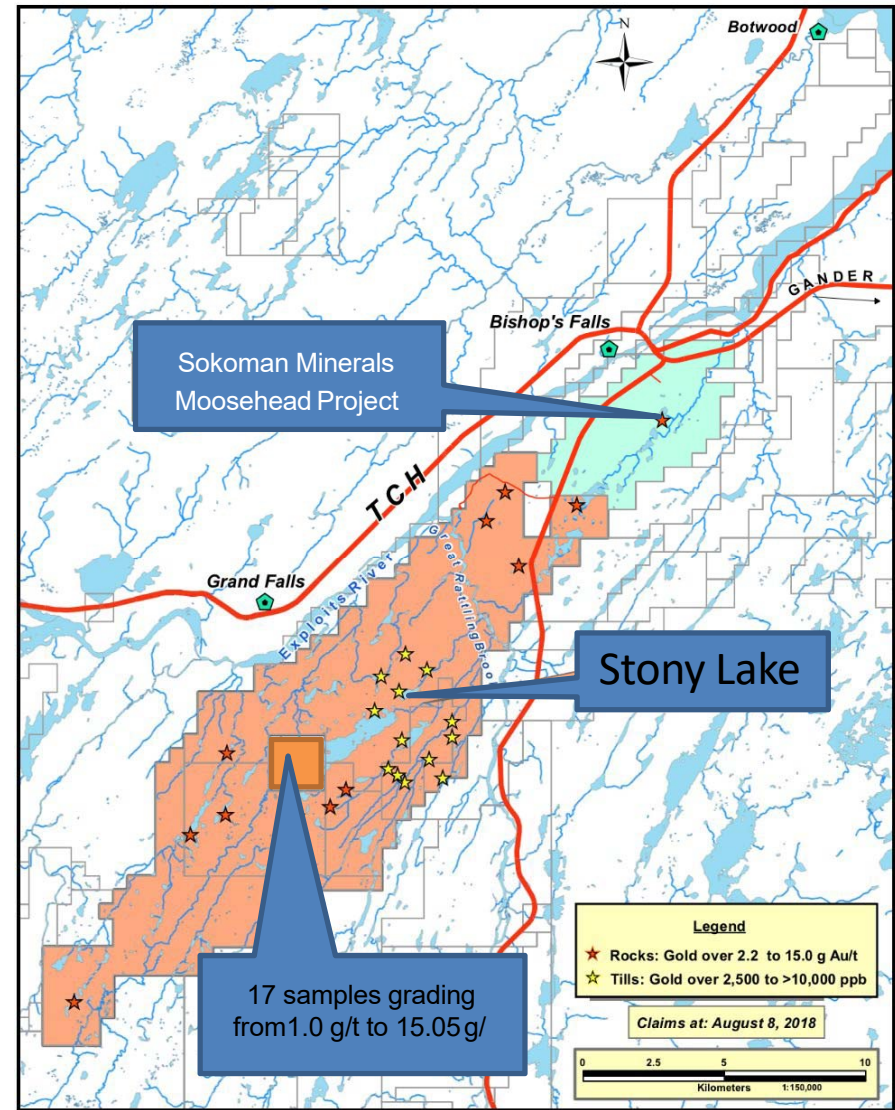 Botwood
N
GANDER
Bishop's Falls
Sokoman Minerals
Moosehead Project
TCH
Great Rattling Broo
Grand Falls
Exploits River
Stony Lake
17 samples grading
from1.0 g/t to 15.05g/
Legend
Rocks: Gold over 2.2 to 15.0 g Au/t
Tills: Gold over 2,500 to >10,000 ppb
Claims at: August 8, 2018
0 2.5 5 10
Kilometers 1:150,000